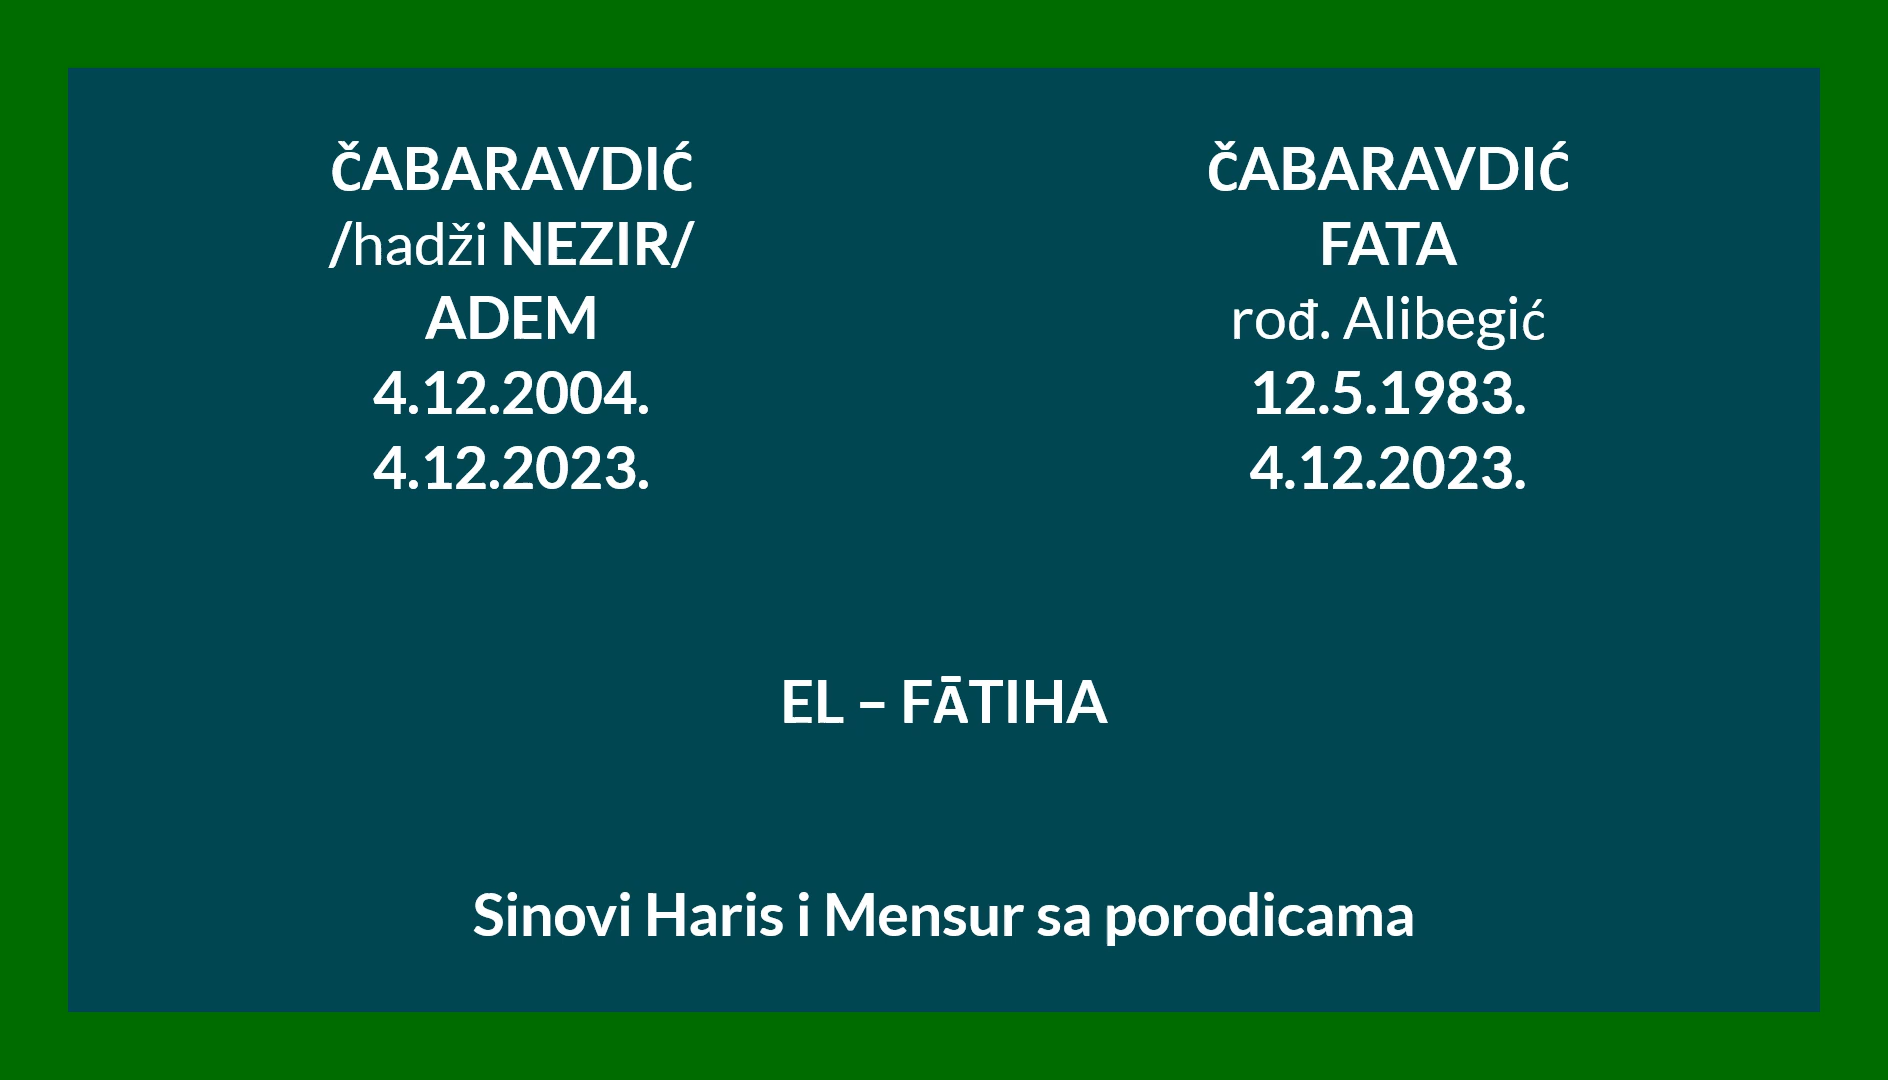 ČABARAVDIĆ
/hadži NEZIR/
ADEM
4.12.2004.
4.12.2023.
ČABARAVDIĆ
FATA
rođ. Alibegić
12.5.1983.
4.12.2023.
EL – FĀTIHA
Sinovi Haris i Mensur sa porodicama